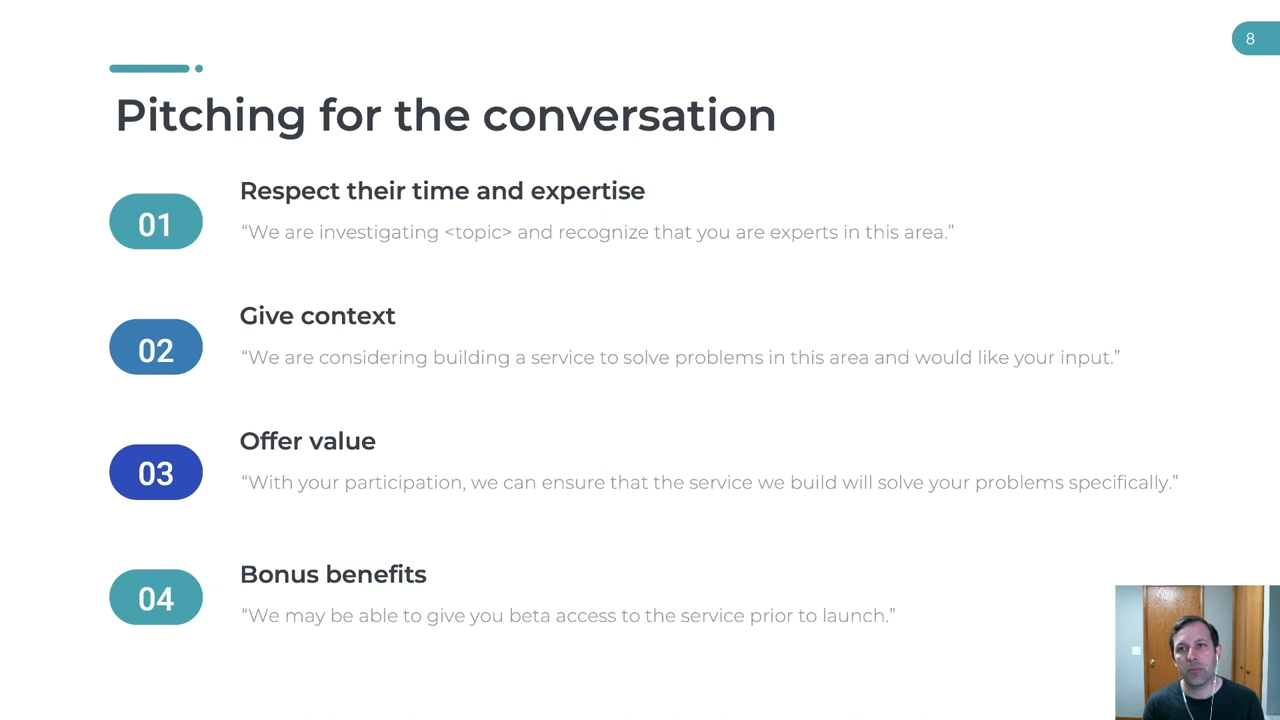 8
Pitching for the conversation
01
Respect their time and expertise
“We are investigating <topic> and recognize that you are experts in this area.”
02
Give context
“We are considering building a service to solve problems in this area and would like your input.”
03
Offer value
“With your participation, we can ensure that the service we build will solve your problems specifically.”
04
Bonus benefits
“We may be able to give you beta access to the service prior to launch.”